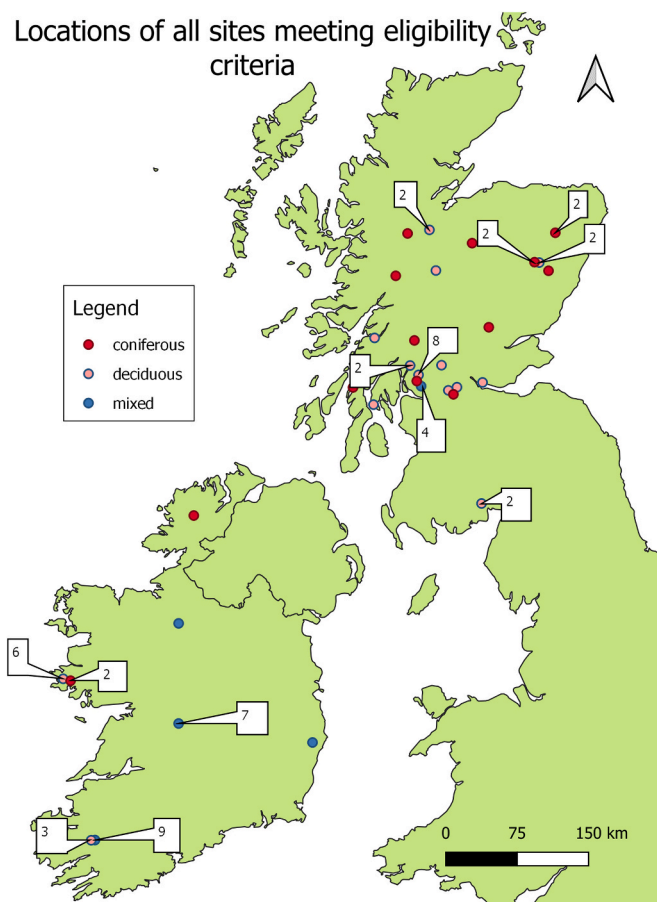 Locations of all sites meeting eligibility
criteria
2
2
2
2
Legend
coniferous
deciduous
mixed
8
2
4
2
6
2
7
3
9
0 75 150 km